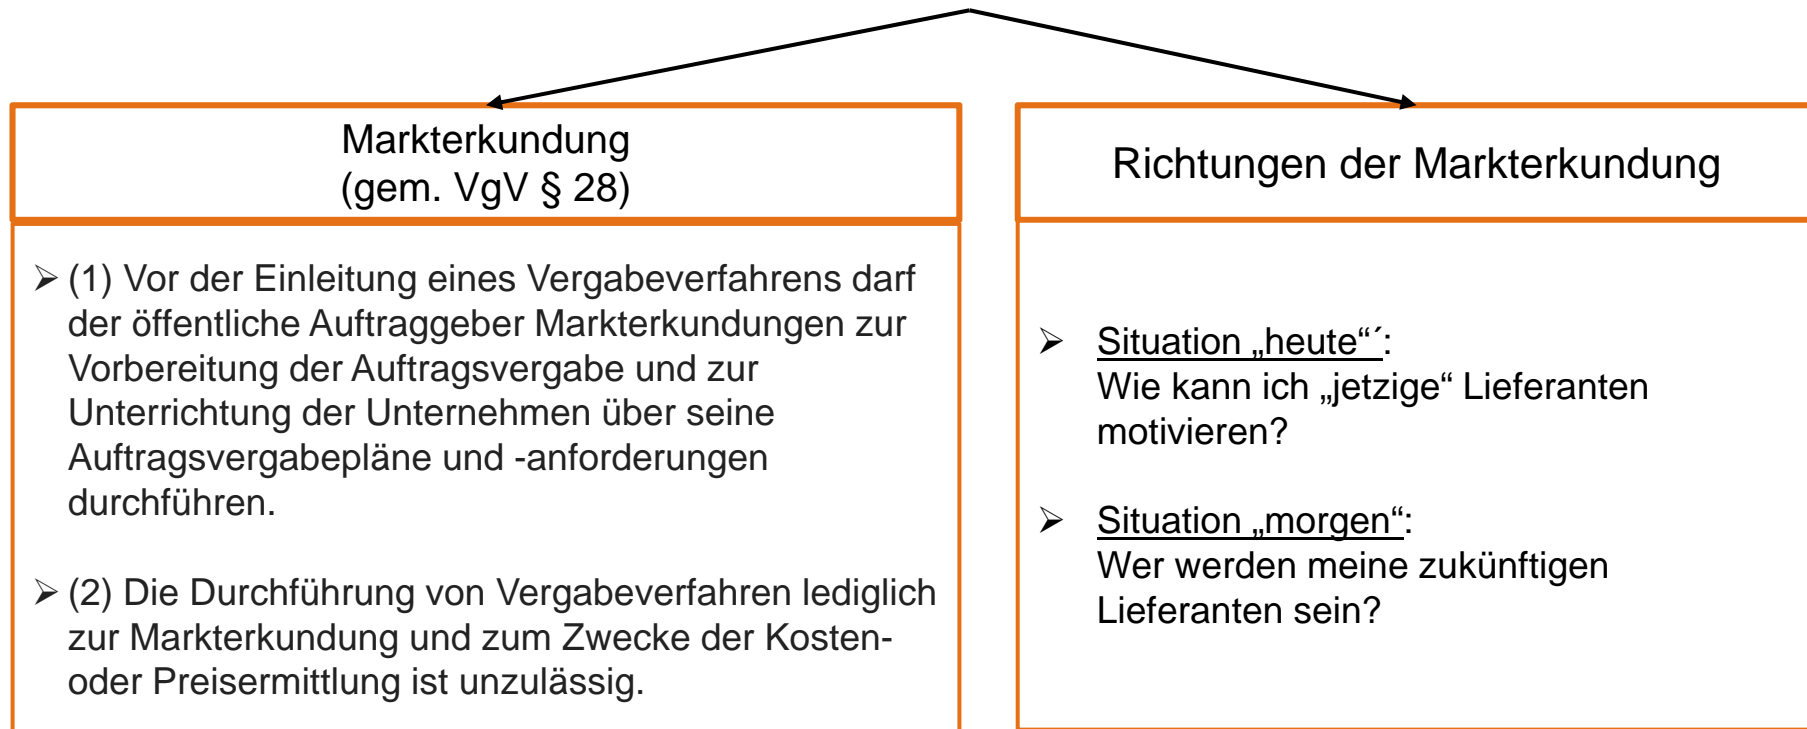 Markterkundung
(gem. VgV § 28)
➢ (1) Vor der Einleitung eines Vergabeverfahrens darf
der öffentliche Auftraggeber Markterkundungen zur
Vorbereitung der Auftragsvergabe und zur
Unterrichtung der Unternehmen über seine
Auftragsvergabepläne und -anforderungen
durchführen.
➢ (2) Die Durchführung von Vergabeverfahren lediglich
zur Markterkundung und zum Zwecke der Kosten-
oder Preisermittlung ist unzulässig.
Richtungen der Markterkundung
➢ Situation „heute“´:
Wie kann ich „jetzige“ Lieferanten
motivieren?
➢ Situation „morgen“:
Wer werden meine zukünftigen
Lieferanten sein?